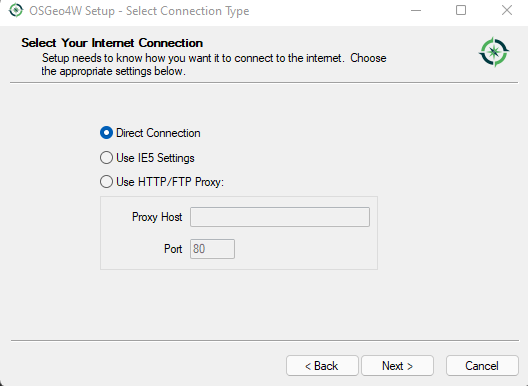 OSGeo4W Setup - Select Connection Type
Select Your Internet Connection
Setup needs to know how you want it to connect to the internet. Choose
the appropriate settings below.
Direct Connection
Use IE5 Settings
Use HTTP/FTP Proxy:
Proxy Host
Port 80
< Back Next > Cancel